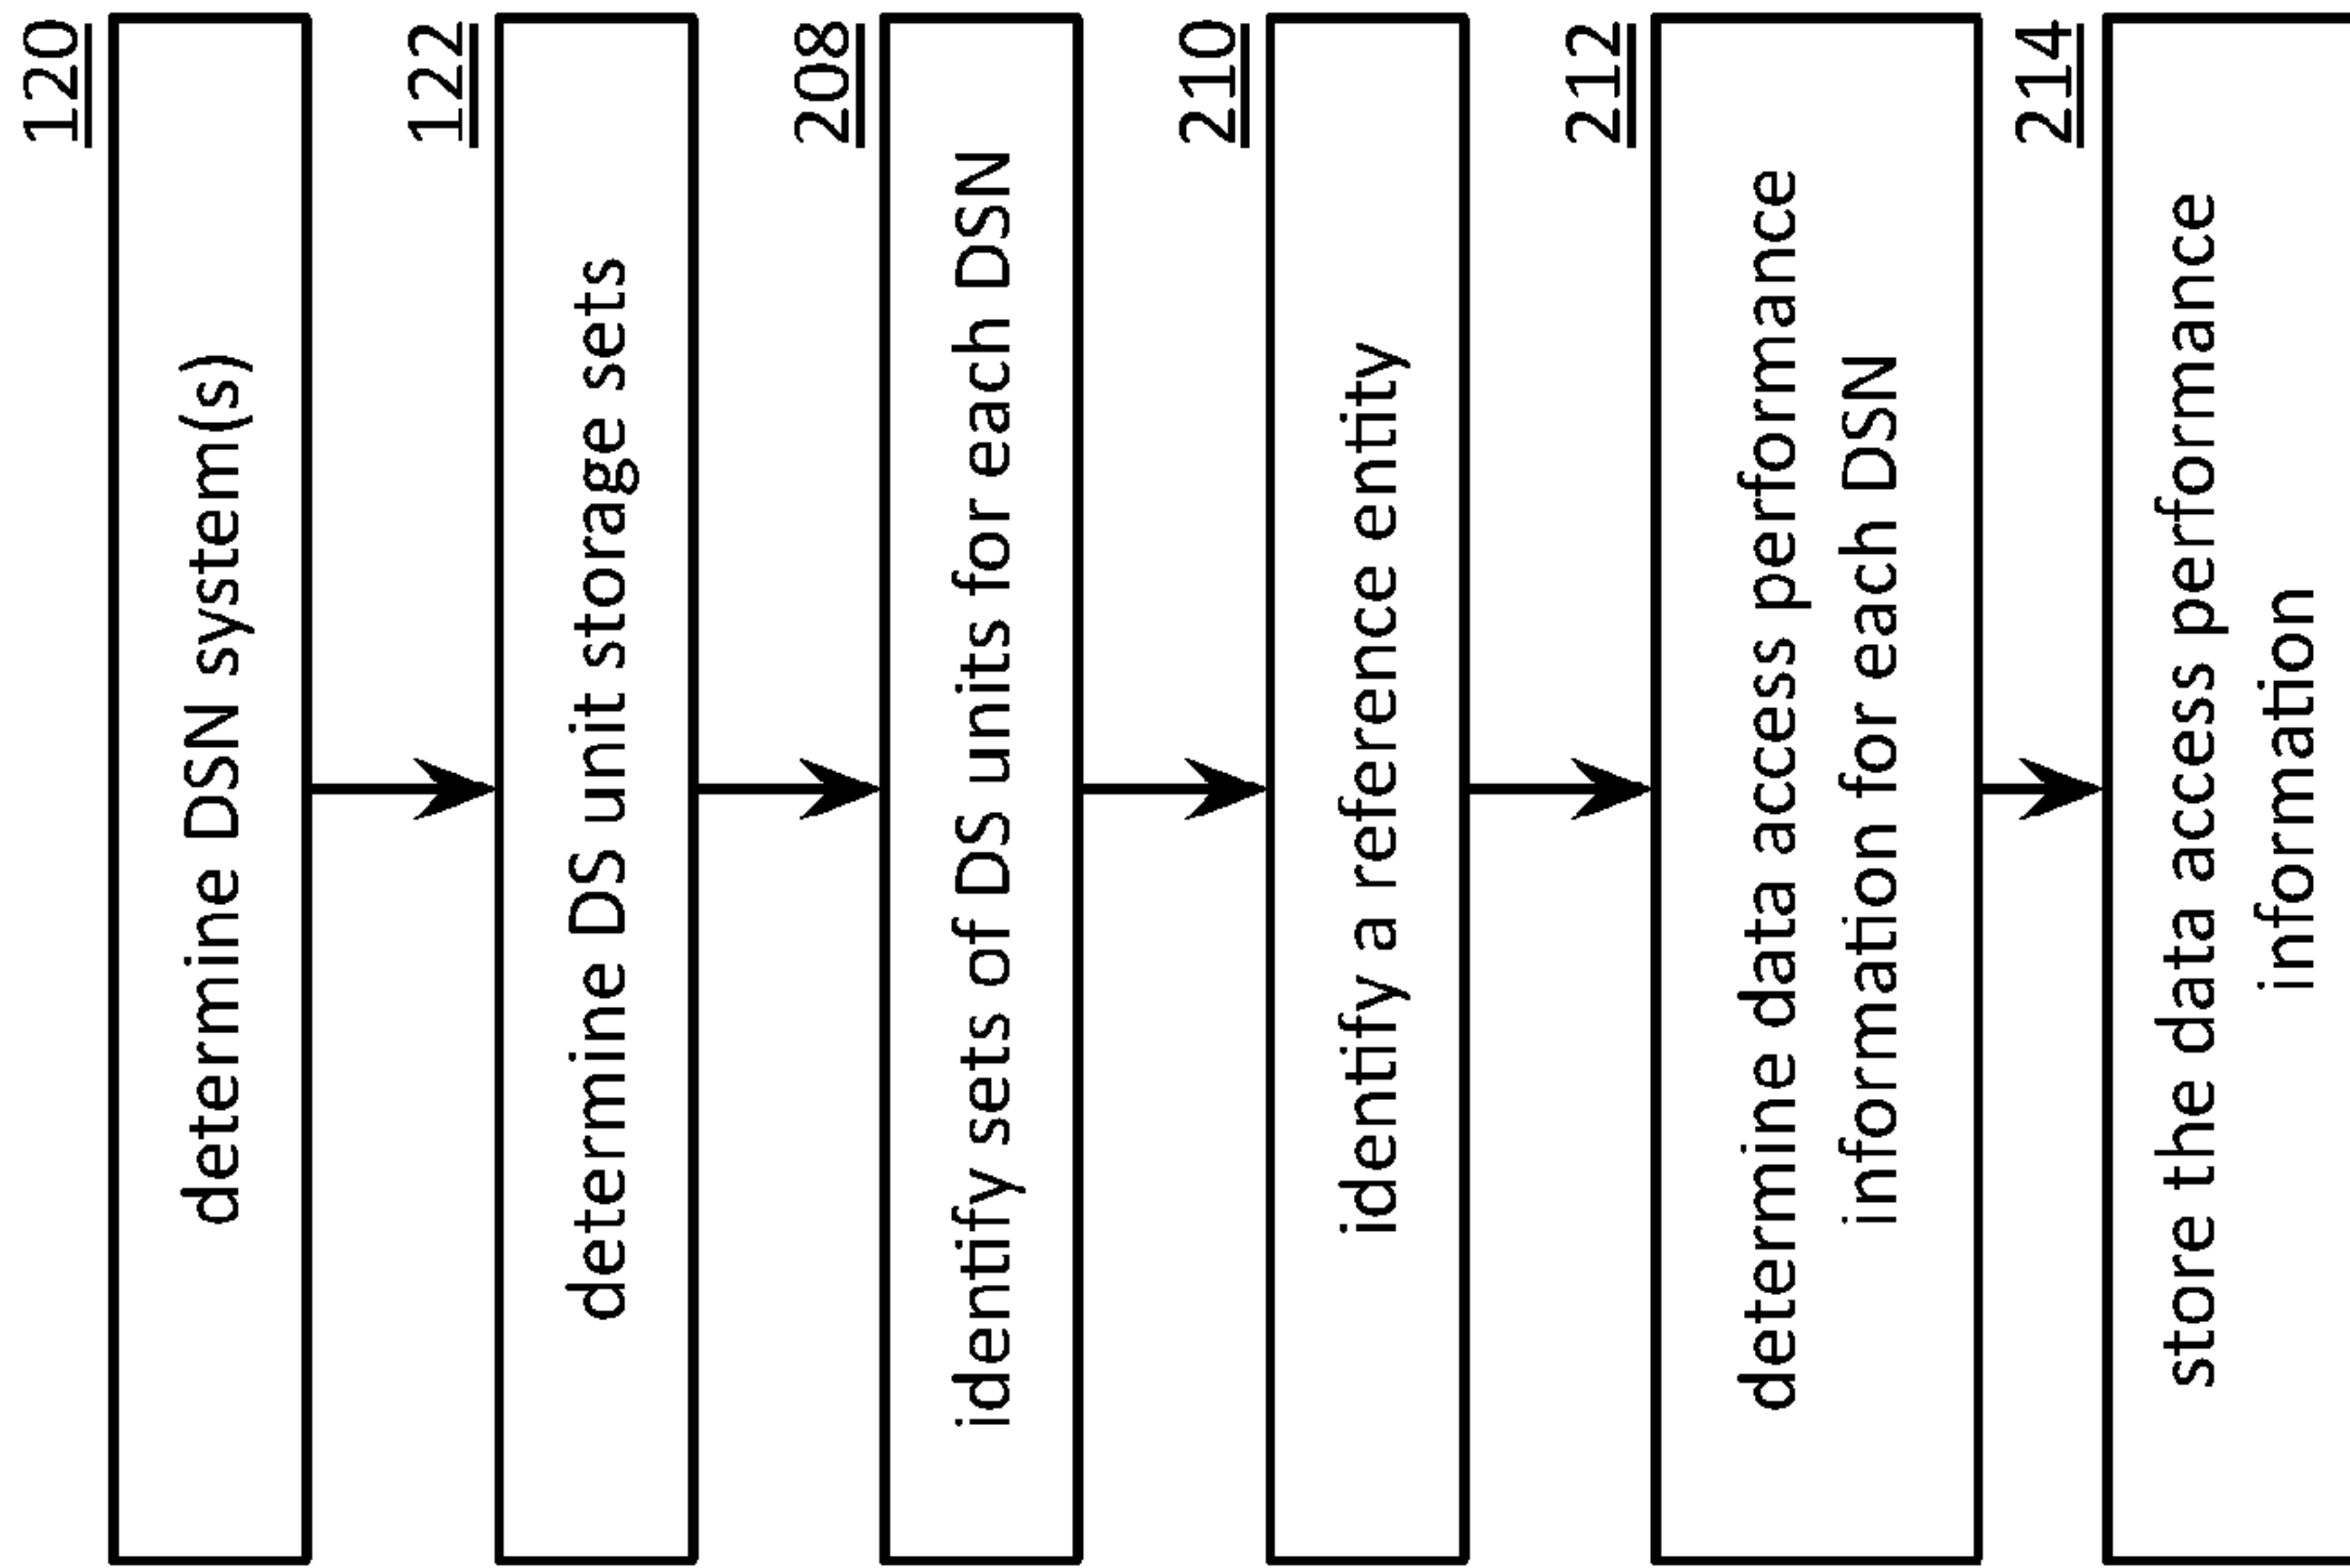 120
determine DSN system(s)
122
determine DS unit storage sets
208
identify sets of DS units for each DSN
210
identify a reference entity
212
determine data access performance
information for each DSN
214
store the data access performance
information